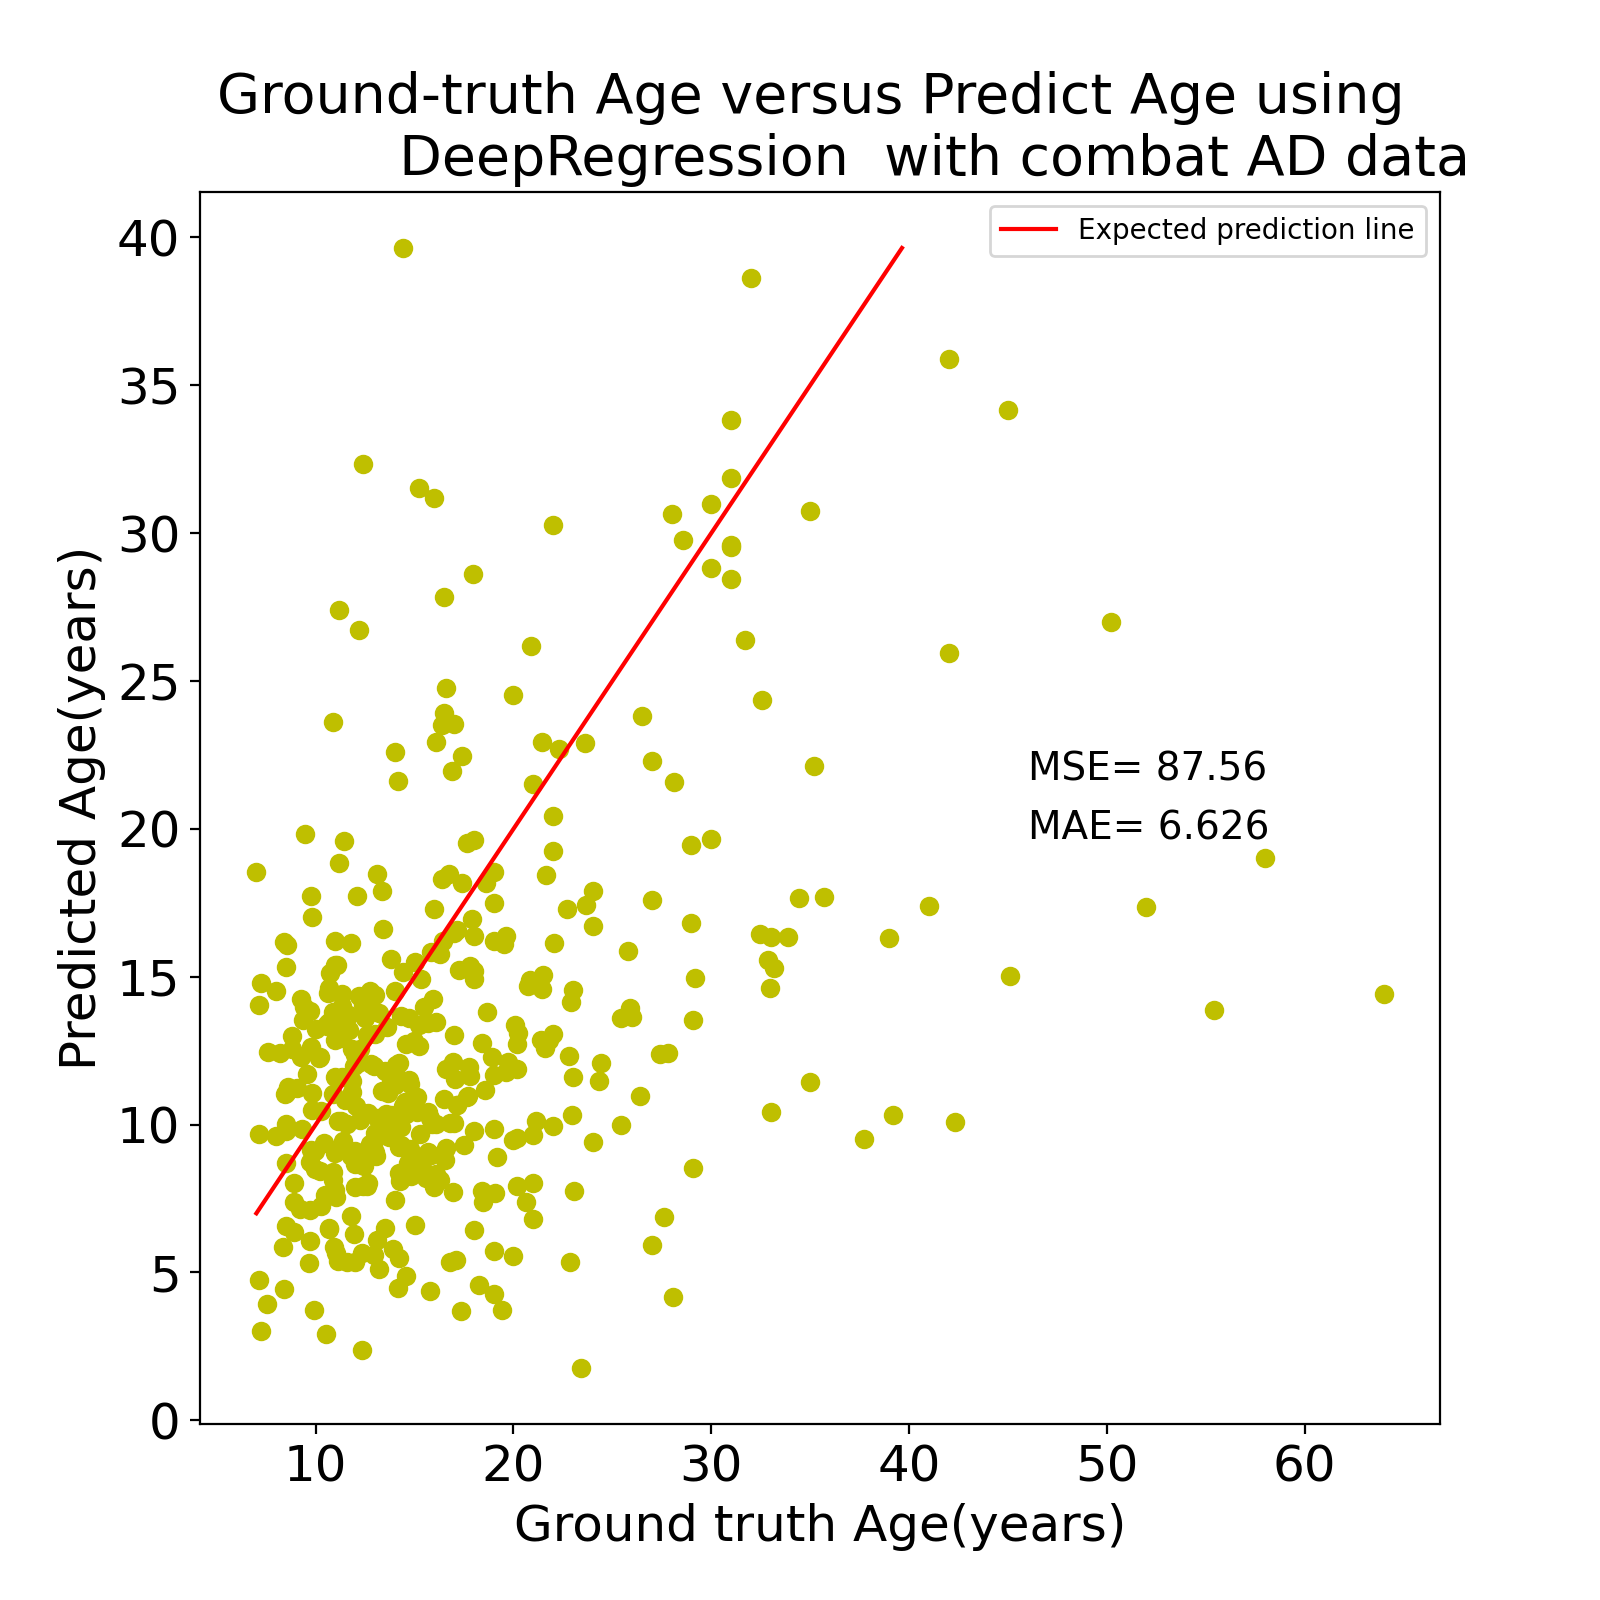 Ground-truth Age versus Predict Age using
DeepRegression  with combat AD data
Expected prediction line
40
35
30
25
20
15
10
5
0
Predicted Age(years)
MSE= 87.56
MAE= 6.626
10 20 30 40 50 60
Ground truth Age(years)